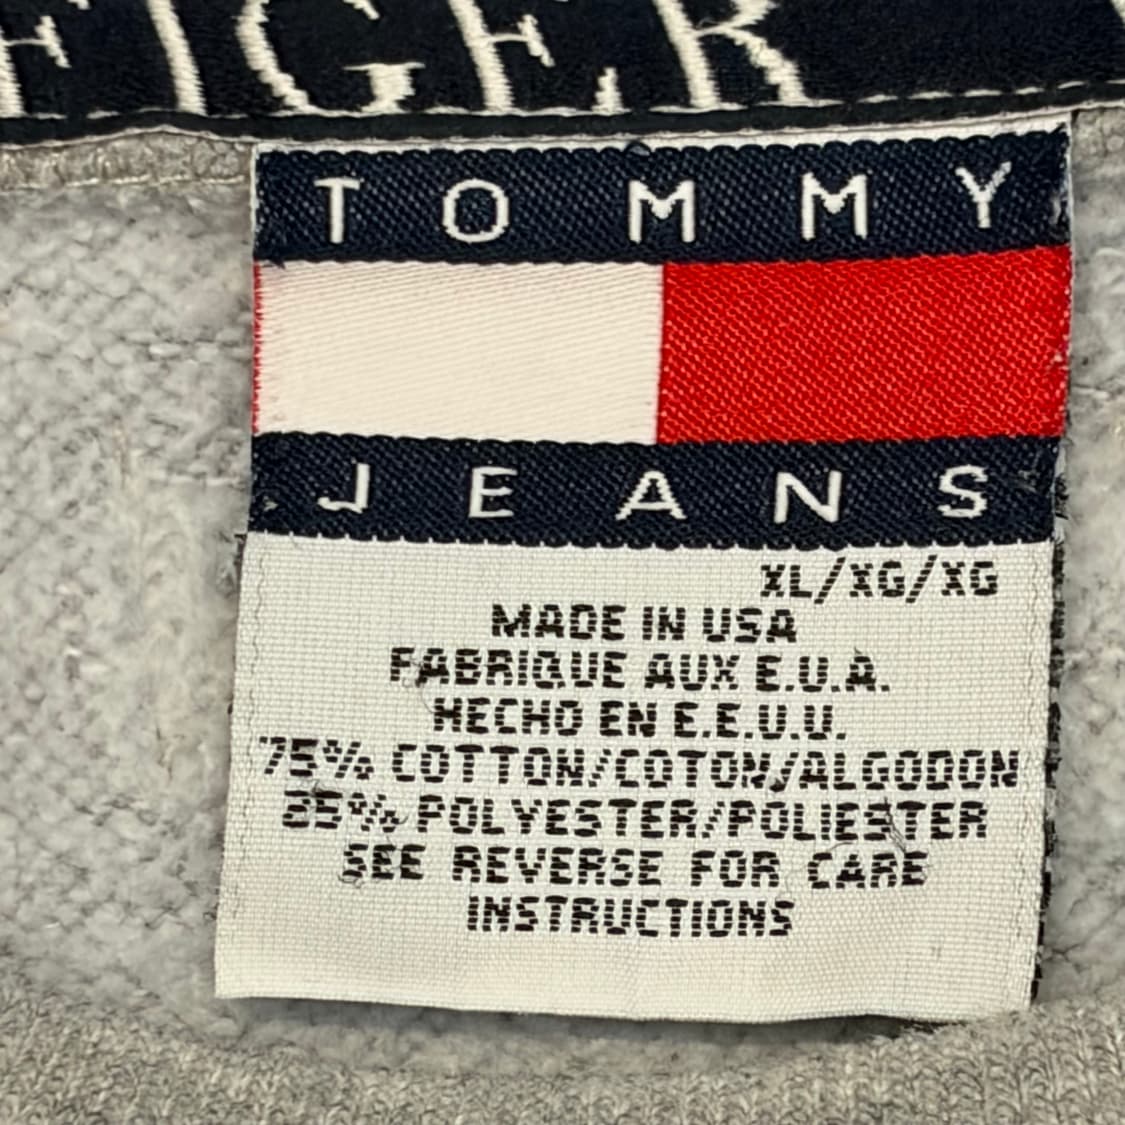 FIGER
TOMMY
JEANS
XL/XG/XG
MADE IN USA
FABRIQUE AUX E.U.A.
HECHO EN E.E.U.U.
75% COTTON/COTON/ALGODON
25% POLYESTER/POLIESTER
SEE REVERSE FOR CARE
INSTRUCTIONS